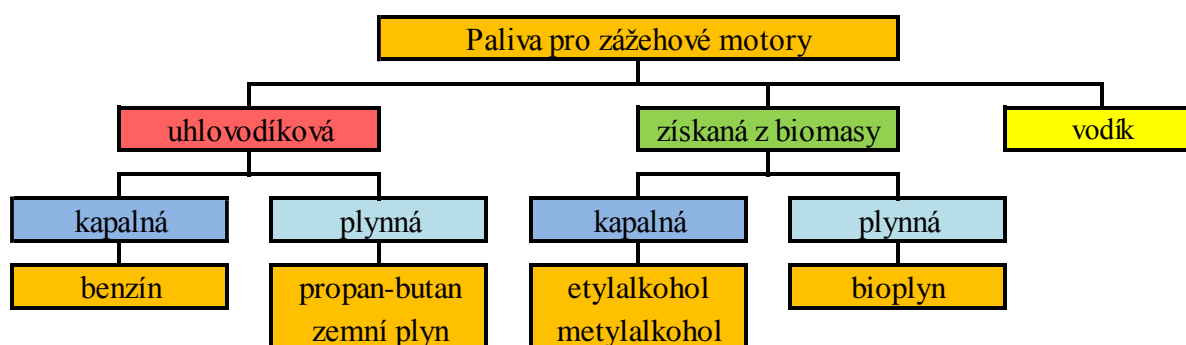 Paliva pro zážehové motory
uhlovodíková
získaná z biomasy
vodík
kapalná
plynná
kapalná
plynná
benzín
propan-butan
zemní plyn
etylalkohol
metylalkohol
bioplyn